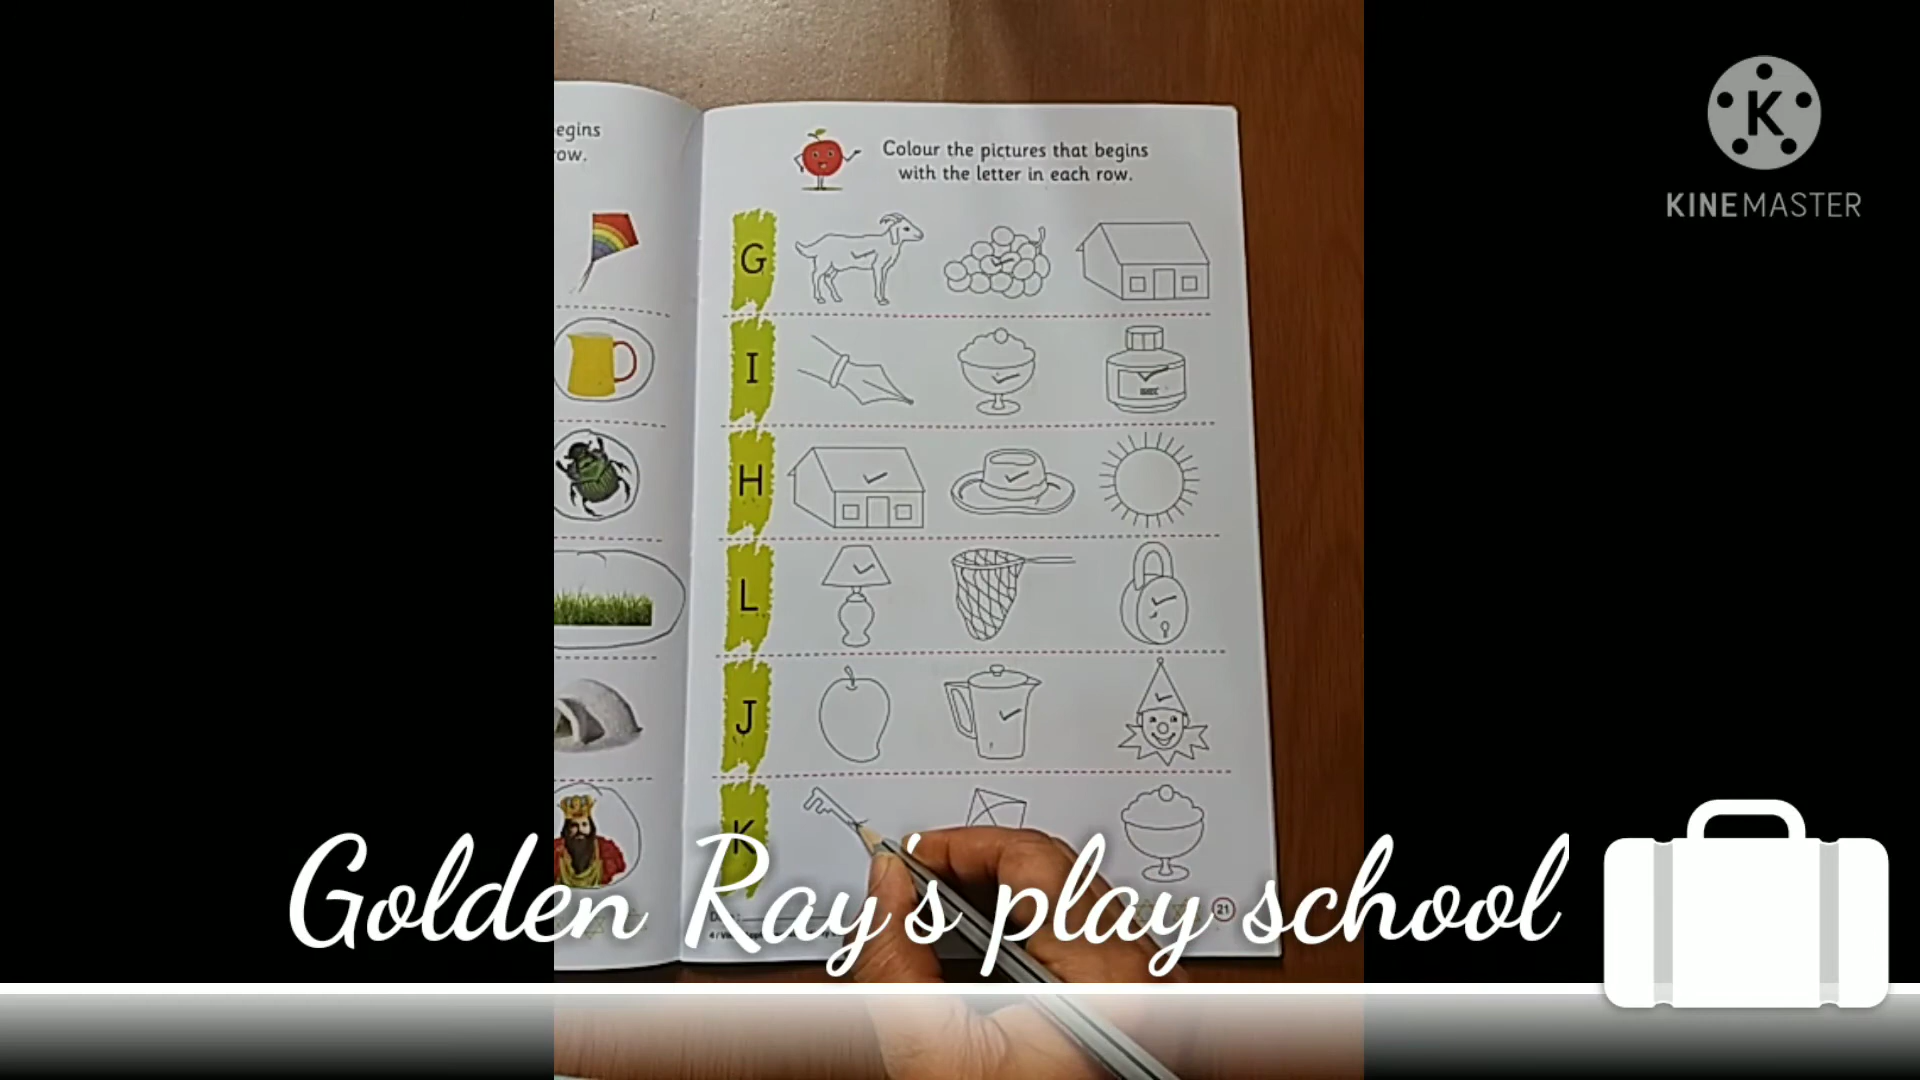 egins
ow.
Colour the pictures that begins
with the letter in each row.
G
I
H
L
J
K
21
K
KINEMASTER
Golden Ray's play school